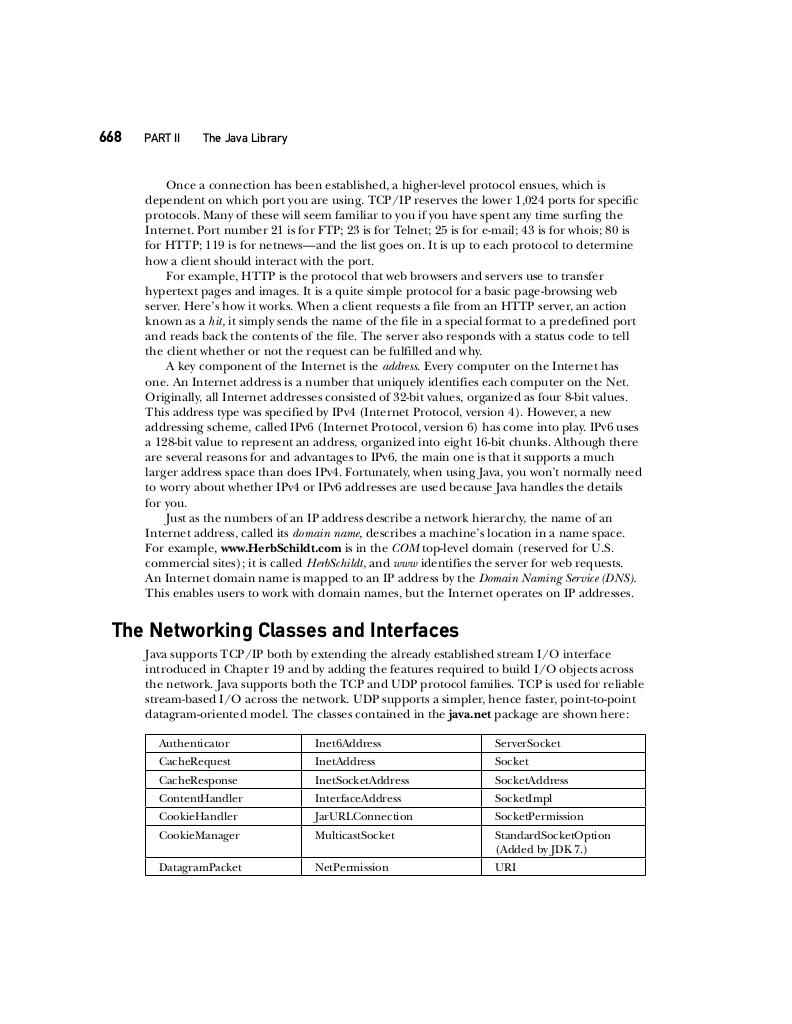 668 PART II The Java Library
Once a connection has been established, a higher-level protocol ensues, which is
dependent on which port you are using. TCP/IP reserves the lower 1,024 ports for specific
protocols. Many of these will seem familiar to you if you have spent any time surfing the
Internet. Port number 21 is for FTP; 23 is for Telnet; 25 is for e-mail; 43 is for whois; 80 is
for HTTP; 119 is for netnews—and the list goes on. It is up to each protocol to determine
how a client should interact with the port.
For example, HTTP is the protocol that web browsers and servers use to transfer
hypertext pages and images. It is a quite simple protocol for a basic page-browsing web
server. Here's how it works. When a client requests a file from an HTTP server, an action
known as a hit, it simply sends the name of the file in a special format to a predefined port
and reads back the contents of the file. The server also responds with a status code to tell
the client whether or not the request can be fulfilled and why.
A key component of the Internet is the address. Every computer on the Internet has
one. An Internet address is a number that uniquely identifies each computer on the Net.
Originally, all Internet addresses consisted of 32-bit values, organized as four 8-bit values.
This address type was specified by IPv4 (Internet Protocol, version 4). However, a new
addressing scheme, called IPv6 (Internet Protocol, version 6) has come into play. IPv6 uses
a 128-bit value to represent an address, organized into eight 16-bit chunks. Although there
are several reasons for and advantages to IPv6, the main one is that it supports a much
larger address space than does IPv4. Fortunately, when using Java, you won't normally need
to worry about whether IPv4 or IPv6 addresses are used because Java handles the details
for you.
Just as the numbers of an IP address describe a network hierarchy, the name of an
Internet address, called its domain name, describes a machine's location in a name space.
For example, www.HerbSchildt.com is in the COM top-level domain (reserved for U.S.
commercial sites); it is called HerbSchildt, and www identifies the server for web requests.
An Internet domain name is mapped to an IP address by the Domain Naming Service (DNS).
This enables users to work with domain names, but the Internet operates on IP addresses.
The Networking Classes and Interfaces
Java supports TCP/IP both by extending the already established stream I/O interface
introduced in Chapter 19 and by adding the features required to build I/O objects across
the network. Java supports both the TCP and UDP protocol families. TCP is used for reliable
stream-based I/O across the network. UDP supports a simpler, hence faster, point-to-point
datagram-oriented model. The classes contained in the java.net package are shown here:
Authenticator Inet6Address ServerSocket
CacheRequest InetAddress Socket
CacheResponse InetSocketAddress SocketAddress
ContentHandler InterfaceAddress SocketImpl
CookieHandler JarURLConnection SocketPermission
CookieManager MulticastSocket StandardSocketOption
(Added by JDK 7.)
DatagramPacket NetPermission URI